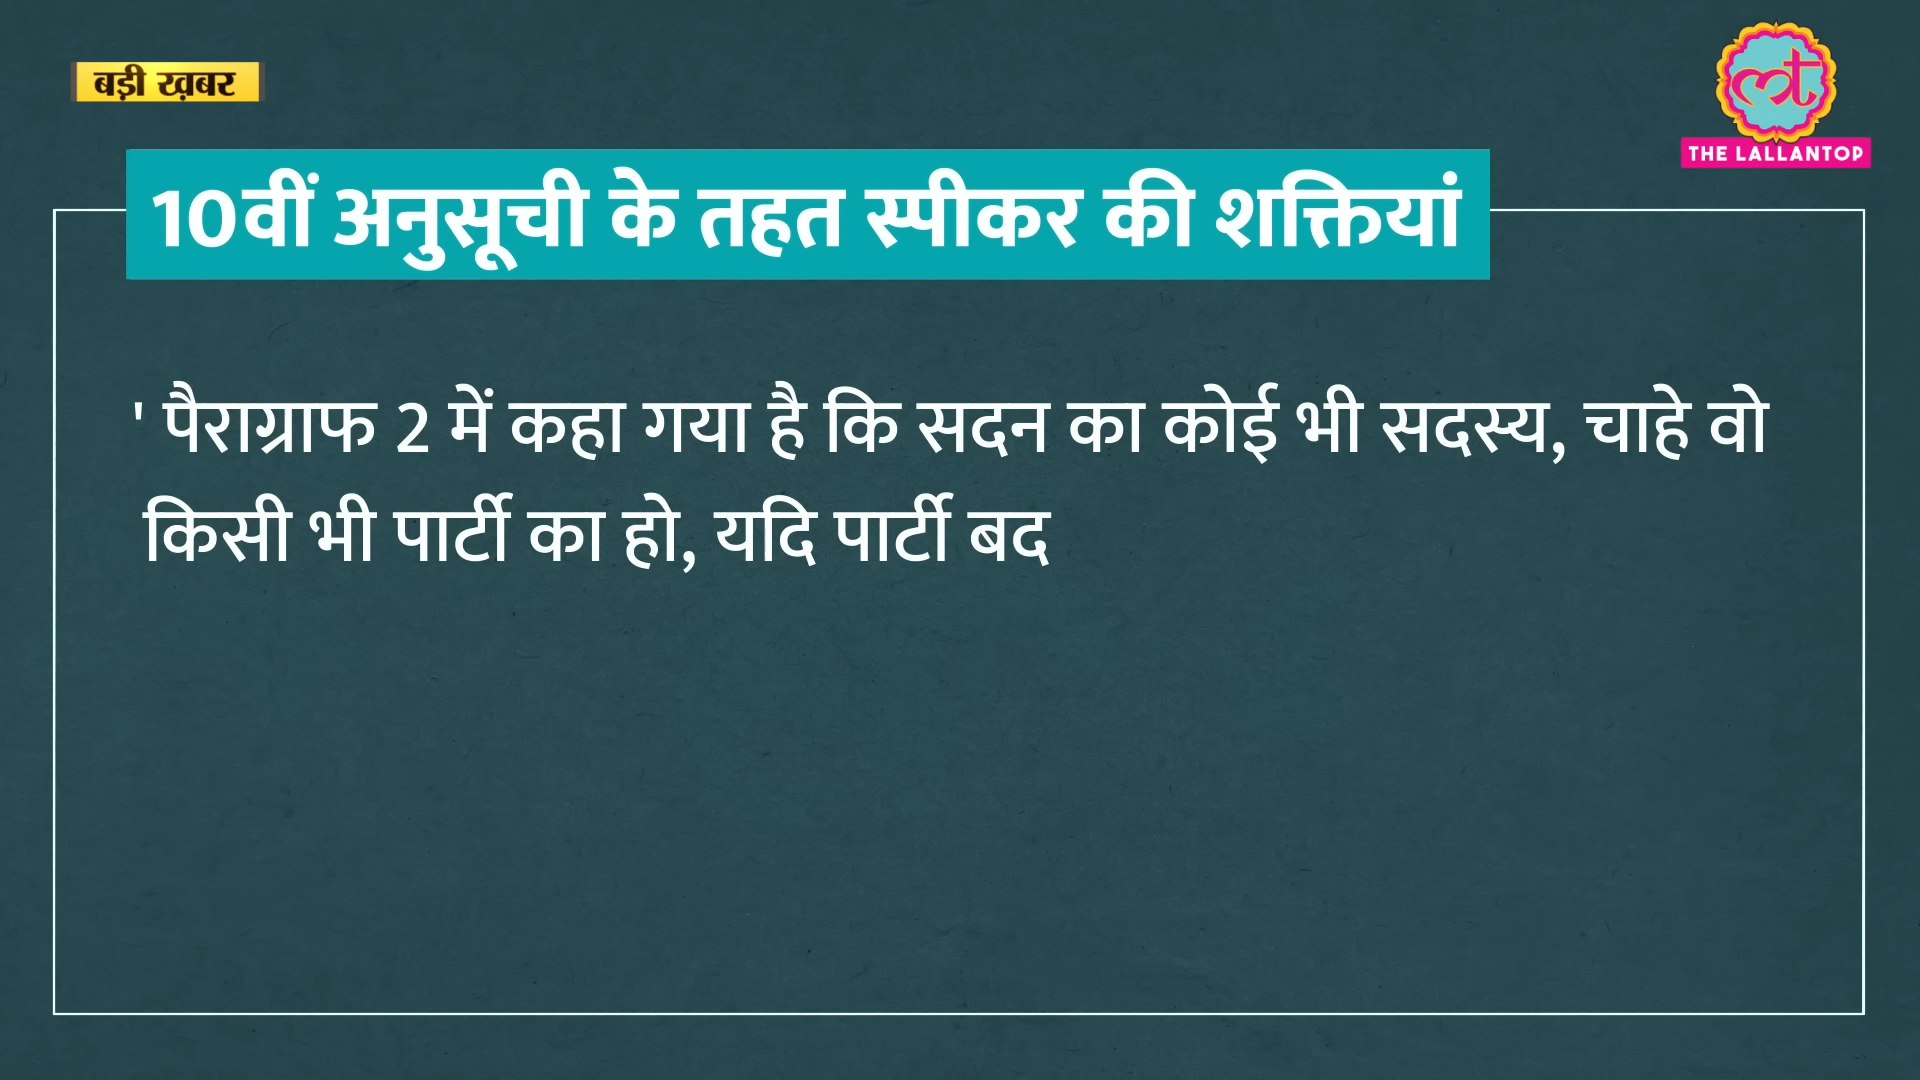 बड़ी ख़बर
THE LALLANTOP
10वीं अनुसूची के तहत स्पीकर की शक्तियां
' पैराग्राफ 2 में कहा गया है कि सदन का कोई भी सदस्य, चाहे वो
किसी भी पार्टी का हो, यदि पार्टी बद